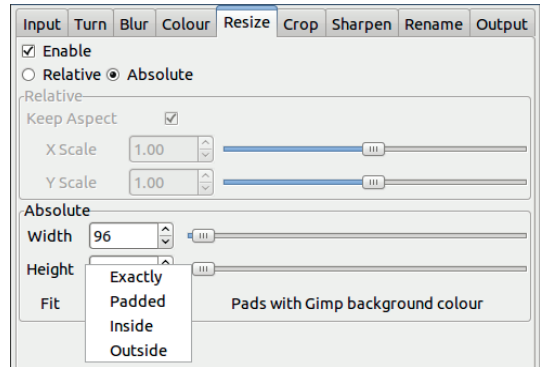 Input Turn Blur Colour Resize Crop Sharpen Rename Output
Enable
Relative Absolute
Relative
Keep Aspect
X Scale 1.00
Y Scale 1.00
Absolute
Width 96
Height
Exactly
Fit Padded Pads with Gimp background colour
Inside
Outside